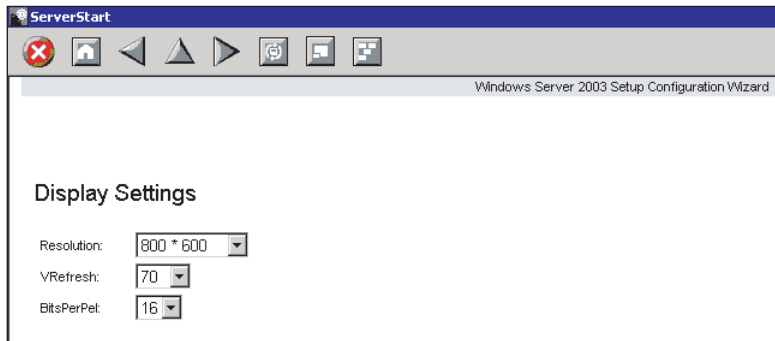 ServerStart
Windows Server 2003 Setup Configuration Wizard
Display Settings
Resolution: 800 * 600
VRefresh: 70
BitsPerPel: 16